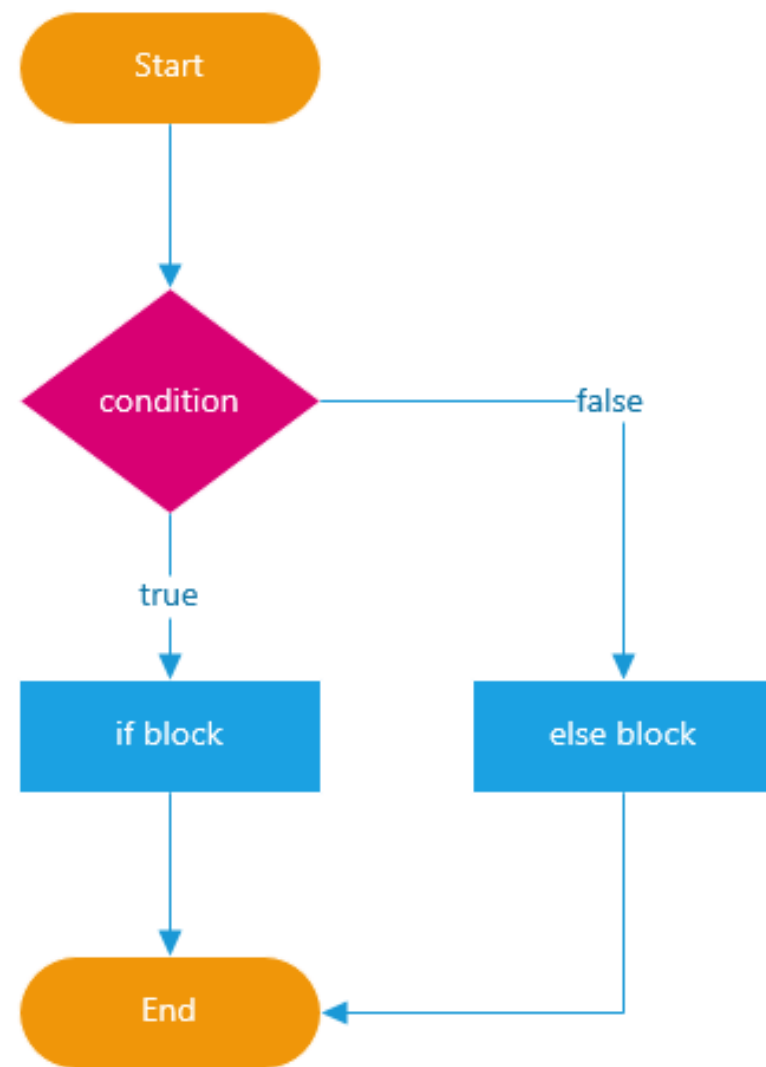 Start
condition
false
true
if block
else block
End